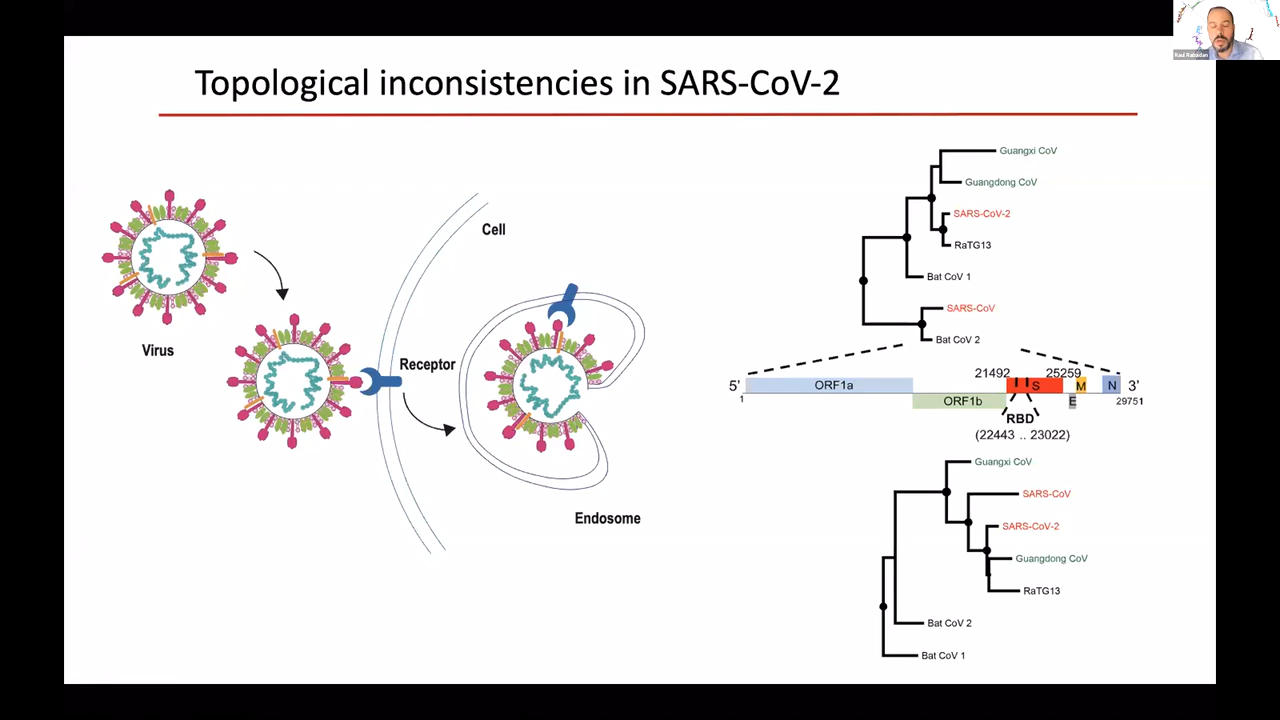 Raul Rabadan
Topological inconsistencies in SARS-CoV-2
Virus
Cell
Receptor
Endosome
Guangxi CoV
Guangdong CoV
SARS-CoV-2
RaTG13
Bat CoV 1
SARS-CoV
Bat CoV 2
21492 25259
5' ORF1a S M N 3'
1 ORF1b E 29751
RBD
(22443 .. 23022)
Guangxi CoV
SARS-CoV
SARS-CoV-2
Guangdong CoV
RaTG13
Bat CoV 2
Bat CoV 1